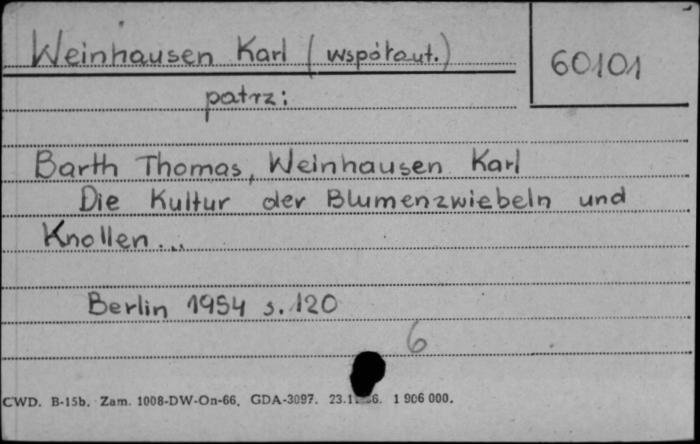 Weinhausen Karl (współaut.)
60101
patrz:
Barth Thomas, Weinhausen Karl
Die Kultur der Blumenzwiebeln und
Knollen...
Berlin 1954 s. 120
6
CWD. B-15b. Zam. 1008-DW-On-66, GDA-3097. 1 906 000.